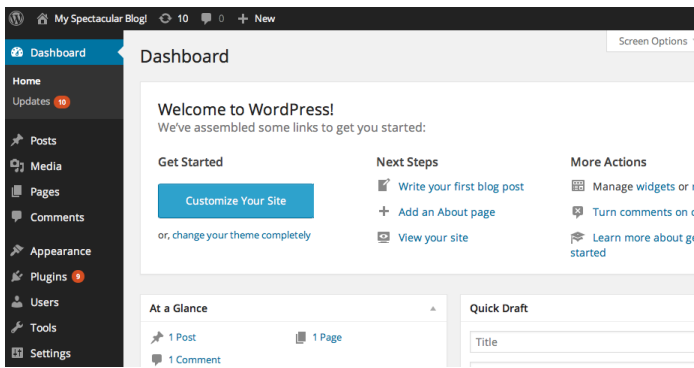 My Spectacular Blog! 10 0 + New
Screen Options
Dashboard
Home
Updates 10
Posts
Media
Pages
Comments
Appearance
Plugins 9
Users
Tools
Settings
Dashboard
Welcome to WordPress!
We've assembled some links to get you started:
Get Started
Customize Your Site
or, change your theme completely
Next Steps
Write your first blog post
Add an About page
View your site
More Actions
Manage widgets or
Turn comments on
Learn more about
started
At a Glance
1 Post
1 Page
1 Comment
Quick Draft
Title